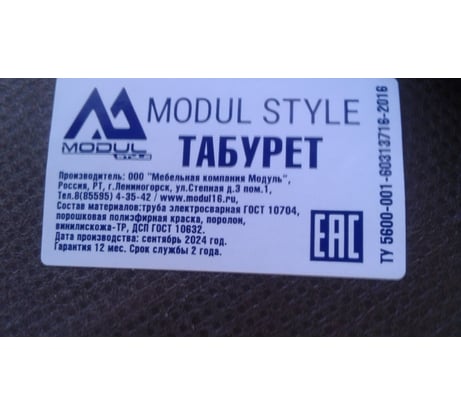 MODUL STYLE
MODUL
STYLE
ТАБУРЕТ
Производитель: ООО "Мебельная компания Модуль",
Россия, РТ, г.Лениногорск, ул.Степная д.3 пом.1,
Тел.8(85595) 4-35-42 / www.modul16.ru,
Состав(материалов):труба электросварная ГОСТ 10704,
порошковая полиэфирная краска, поролон,
винилискожа-ТР, ДСП ГОСТ 10632.
Дата производства: сентябрь 2024 год.
Гарантия 12 мес. Срок службы 2 года.
EAC
ТУ 5600-001-60313716-2016